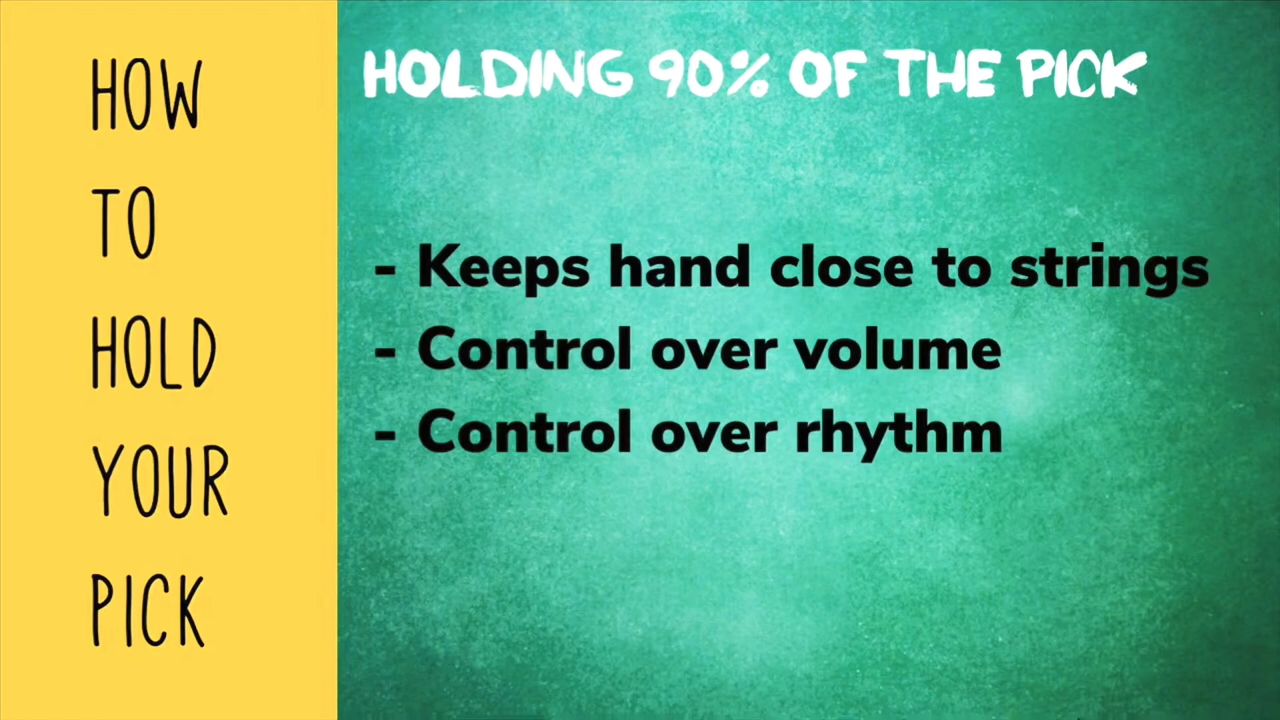 HOW
TO
HOLD
YOUR
PICK
HOLDING 90% OF THE PICK
- Keeps hand close to strings
- Control over volume
- Control over rhythm